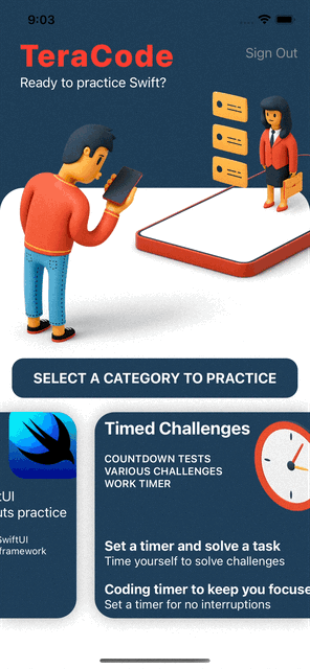 9:03
TeraCode
Sign Out
Ready to practice Swift?
SELECT A CATEGORY TO PRACTICE
tUI
uts practice
SwiftUI
framework
Timed Challenges
COUNTDOWN TESTS
VARIOUS CHALLENGES
WORK TIMER
Set a timer and solve a task
Time yourself to solve challenges
Coding timer to keep you focuse
Set a timer for no interruptions